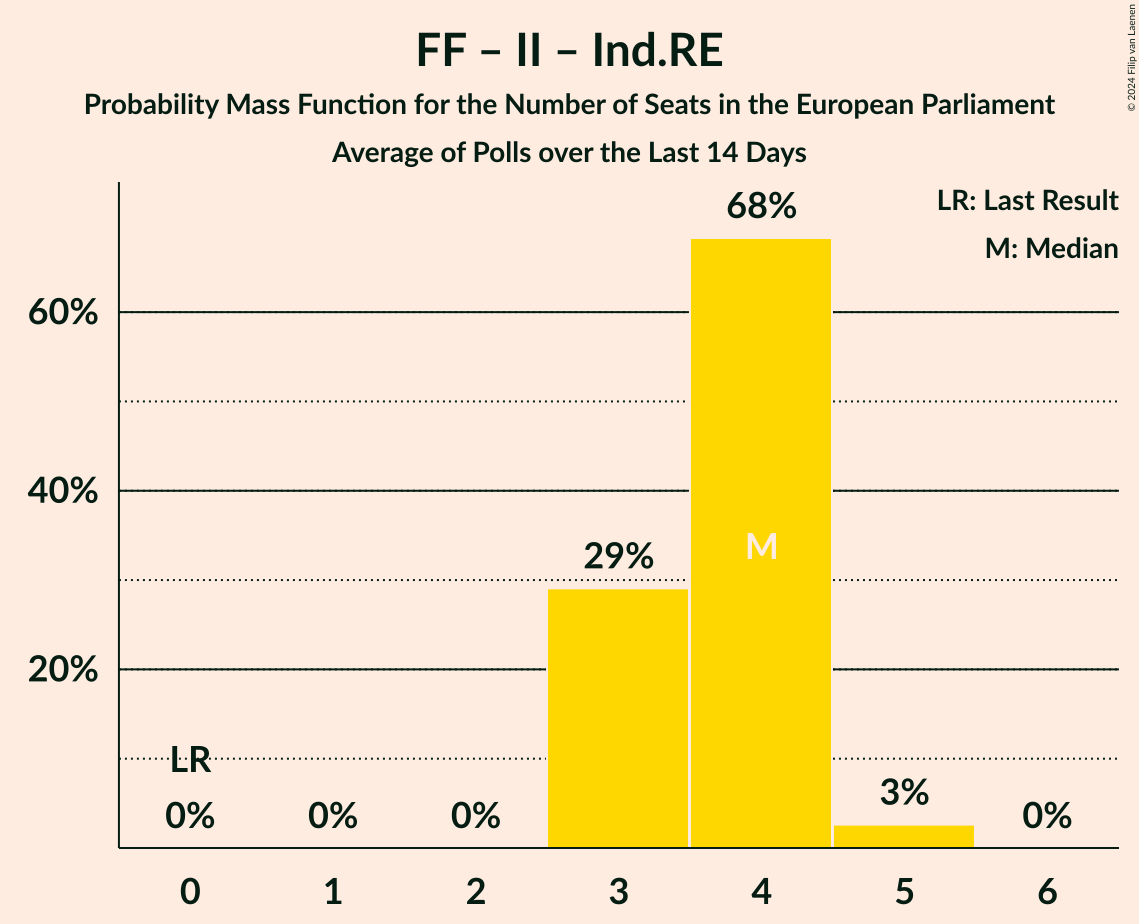 FF – II – Ind.RE
Probability Mass Function for the Number of Seats in the European Parliament
Average of Polls over the Last 14 Days
© 2024 Filip van Laenen
LR: Last Result
M: Median
68%
60%
40%
29%
M
20%
LR
0%
0%
0%
3%
0%
0
1
2
3
4
5
6